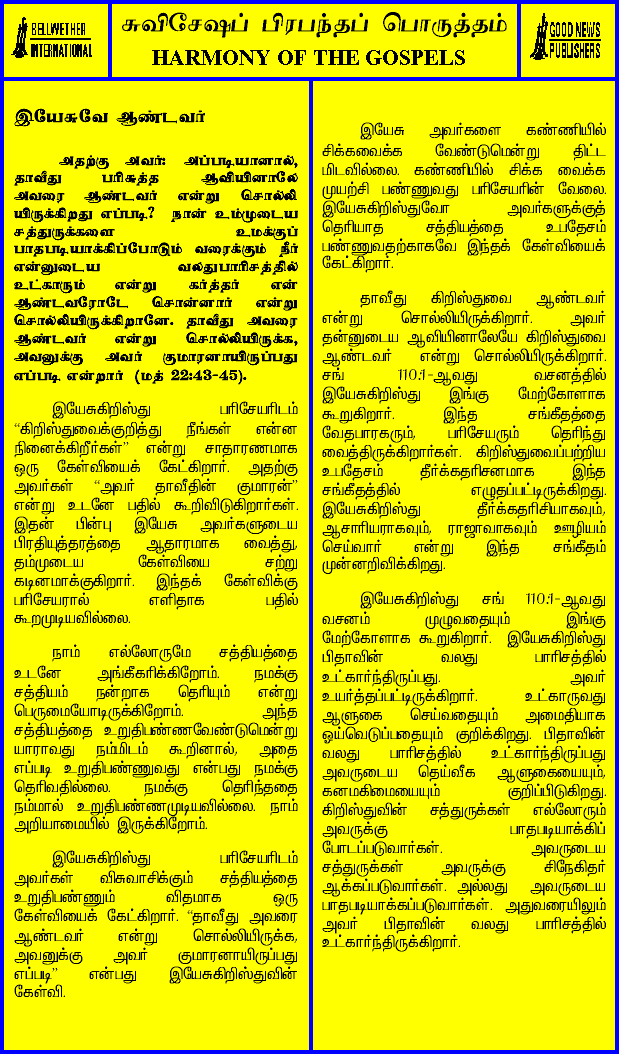 BELLWETHER
INTERNATIONAL
சுவிசேஷப் பிரபந்தப் பொருத்தம்
HARMONY OF THE GOSPELS
GOOD NEWS
PUBLISHERS
இயேசுவே ஆண்டவர்
அதற்கு அவர்: அப்படியானால்,
தாவீது பரிசுத்த ஆவியினாலே
அவரை ஆண்டவர் என்று சொல்லி
யிருக்கிறது எப்படி? நான் உம்முடைய
சத்துருக்களை உமக்குப்
பாதபடியாக்கிப்போடும் வரைக்கும் நீர்
என்னுடைய வலதுபாரிசத்தில்
உட்காரும் என்று கர்த்தர் என்
ஆண்டவரோடே சொன்னார் என்று
சொல்லியிருக்கிறானே. தாவீது அவரை
ஆண்டவர் என்று சொல்லியிருக்க,
அவனுக்கு அவர் குமாரனாயிருப்பது
எப்படி என்றார் (மத் 22:43-45).
இயேசுகிறிஸ்து பரிசேயரிடம்
“கிறிஸ்துவைக்குறித்து நீங்கள் என்ன
நினைக்கிறீர்கள்” என்று சாதாரணமாக
ஒரு கேள்வியைக் கேட்கிறார். அதற்கு
அவர்கள் “அவர் தாவீதின் குமாரன்”
என்று உடனே பதில் கூறிவிடுகிறார்கள்.
இதன் பின்பு இயேசு அவர்களுடைய
பிரதியுத்தரத்தை ஆதாரமாக வைத்து,
தம்முடைய கேள்வியை சற்று
கடினமாக்குகிறார். இந்தக் கேள்விக்கு
பரிசேயரால் எளிதாக பதில்
கூறமுடியவில்லை.
நாம் எல்லோருமே சத்தியத்தை
உடனே அங்கீகரிக்கிறோம். நமக்கு
சத்தியம் நன்றாக தெரியும் என்று
பெருமையோடிருக்கிறோம். அந்த
சத்தியத்தை உறுதிபண்ணவேண்டுமென்று
யாராவது நம்மிடம் கூறினால், அதை
எப்படி உறுதிபண்ணுவது என்பது நமக்கு
தெரிவதில்லை. நமக்கு தெரிந்ததை
நம்மால் உறுதிபண்ணமுடியவில்லை. நாம்
அறியாமையில் இருக்கிறோம்.
இயேசுகிறிஸ்து பரிசேயரிடம்
அவர்கள் விசுவாசிக்கும் சத்தியத்தை
உறுதிபண்ணும் விதமாக ஒரு
கேள்வியைக் கேட்கிறார். “தாவீது அவரை
ஆண்டவர் என்று சொல்லியிருக்க,
அவனுக்கு அவர் குமாரனாயிருப்பது
எப்படி” என்பது இயேசுகிறிஸ்துவின்
கேள்வி.
இயேசு அவர்களை கண்ணியில்
சிக்கவைக்க வேண்டுமென்று திட்ட
மிடவில்லை. கண்ணியில் சிக்க வைக்க
முயற்சி பண்ணுவது பரிசேயரின் வேலை.
இயேசுகிறிஸ்துவோ அவர்களுக்குத்
தெரியாத சத்தியத்தை உபதேசம்
பண்ணுவதற்காகவே இந்தக் கேள்வியைக்
கேட்கிறார்.
தாவீது கிறிஸ்துவை ஆண்டவர்
என்று சொல்லியிருக்கிறார். அவர்
தன்னுடைய ஆவியினாலேயே கிறிஸ்துவை
ஆண்டவர் என்று சொல்லியிருக்கிறார்.
சங் 110:1-ஆவது வசனத்தில்
இயேசுகிறிஸ்து இங்கு மேற்கோளாக
கூறுகிறார். இந்த சங்கீதத்தை
வேதபாரகரும், பரிசேயரும் தெரிந்து
வைத்திருக்கிறார்கள். கிறிஸ்துவைப்பற்றிய
உபதேசம் தீர்க்கதரிசனமாக இந்த
சங்கீதத்தில் எழுதப்பட்டிருக்கிறது.
இயேசுகிறிஸ்து தீர்க்கதரிசியாகவும்,
ஆசாரியராகவும், ராஜாவாகவும் ஊழியம்
செய்வார் என்று இந்த சங்கீதம்
முன்னறிவிக்கிறது.
இயேசுகிறிஸ்து சங் 110:1-ஆவது
வசனம் முழுவதையும் இங்கு
மேற்கோளாக கூறுகிறார். இயேசுகிறிஸ்து
பிதாவின் வலது பாரிசத்தில்
உட்கார்ந்திருப்பது. அவர்
உயர்த்தப்பட்டிருக்கிறார். உட்காருவது
ஆளுகை செய்வதையும் அமைதியாக
ஓய்வெடுப்பதையும் குறிக்கிறது. பிதாவின்
வலது பாரிசத்தில் உட்கார்ந்திருப்பது
அவருடைய தெய்வீக ஆளுகையையும்,
கனமகிமையையும் குறிப்பிடுகிறது.
கிறிஸ்துவின் சத்துருக்கள் எல்லோரும்
அவருக்கு பாதபடியாக்கிப்
போடப்படுவார்கள். அவருடைய
சத்துருக்கள் அவருக்கு சிநேகிதர்
ஆக்கப்படுவார்கள். அல்லது அவருடைய
பாதபடியாக்கப்படுவார்கள். அதுவரையிலும்
அவர் பிதாவின் வலது பாரிசத்தில்
உட்கார்ந்திருக்கிறார்.